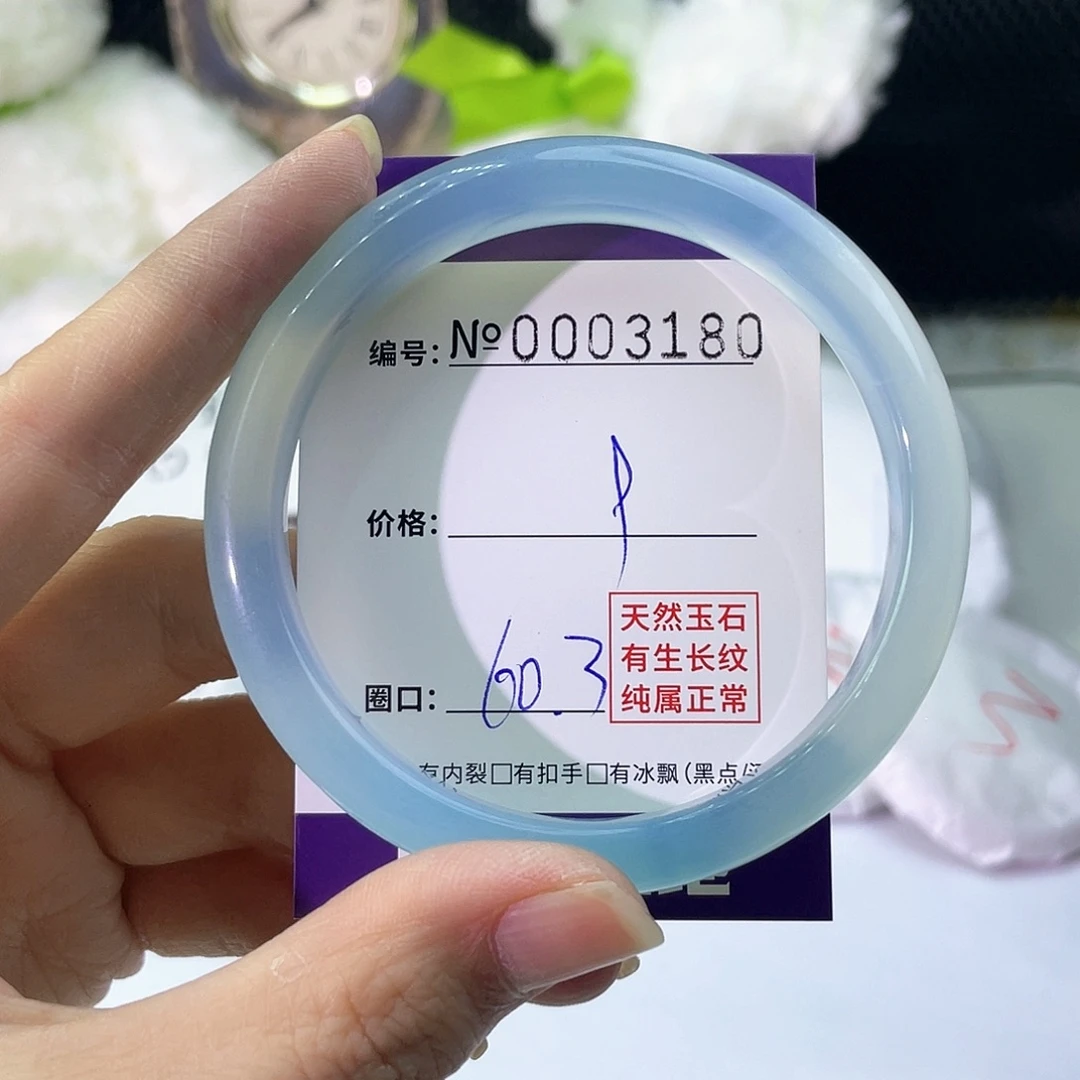 编号: №0003180
价格:
圈口: 60.3
天然玉石
有生长纹
纯属正常
有内裂□有扣手□有冰飘(黑点/